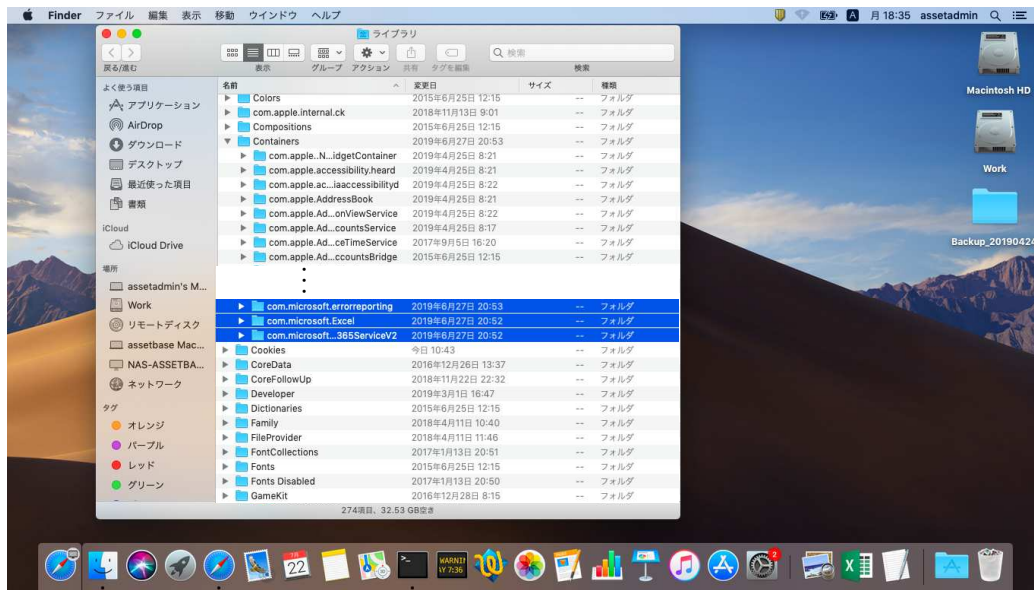 Finder ファイル 編集 表示 移動 ウインドウ ヘルプ A 月 18:35 assetadmin
ライブラリ
検索
戻る/進む 表示 グループ アクション 共有 タグを編集 検索
よく使う項目
アプリケーション
AirDrop
ダウンロード
デスクトップ
最近使った項目
書類
iCloud
iCloud Drive
場所
assetadmin's M...
Work
リモートディスク
assetbase Mac...
NAS-ASSETBA...
ネットワーク
タグ
オレンジ
パープル
レッド
グリーン
名前 変更日 サイズ 種類
Colors 2015年6月25日 12:15 -- フォルダ
com.apple.internal.ck 2018年11月13日 9:01 -- フォルダ
Compositions 2015年6月25日 12:15 -- フォルダ
Containers 2019年6月27日 20:53 -- フォルダ
com.apple..N...idgetContainer 2019年4月25日 8:21 -- フォルダ
com.apple.accessibility.heard 2019年4月25日 8:21 -- フォルダ
com.apple.ac...iaaccessibilityd 2019年4月25日 8:22 -- フォルダ
com.apple.AddressBook 2019年4月25日 8:21 -- フォルダ
com.apple.Ad...onViewService 2019年4月25日 8:22 -- フォルダ
com.apple.Ad...countsService 2019年4月25日 8:17 -- フォルダ
com.apple.Ad...ceTimeService 2017年9月5日 16:20 -- フォルダ
com.apple.Ad...ccountsBridge 2015年6月25日 12:15 -- フォルダ
com.microsoft.errorreporting 2019年6月27日 20:53 -- フォルダ
com.microsoft.Excel 2019年6月27日 20:52 -- フォルダ
com.microsoft...365ServiceV2 2019年6月27日 20:52 -- フォルダ
Cookies 今日 10:43 -- フォルダ
CoreData 2016年12月26日 13:37 -- フォルダ
CoreFollowUp 2018年11月22日 22:32 -- フォルダ
Developer 2019年3月1日 16:47 -- フォルダ
Dictionaries 2015年6月25日 12:15 -- フォルダ
Family 2018年4月11日 10:40 -- フォルダ
FileProvider 2018年4月11日 11:46 -- フォルダ
FontCollections 2017年1月13日 20:51 -- フォルダ
Fonts 2015年6月25日 12:15 -- フォルダ
Fonts Disabled 2017年1月13日 20:50 -- フォルダ
GameKit 2016年12月28日 8:15 -- フォルダ
274項目、32.53 GB空き
Macintosh HD
Work
Backup_20190424
22
WARNIN
AY 7:36
2